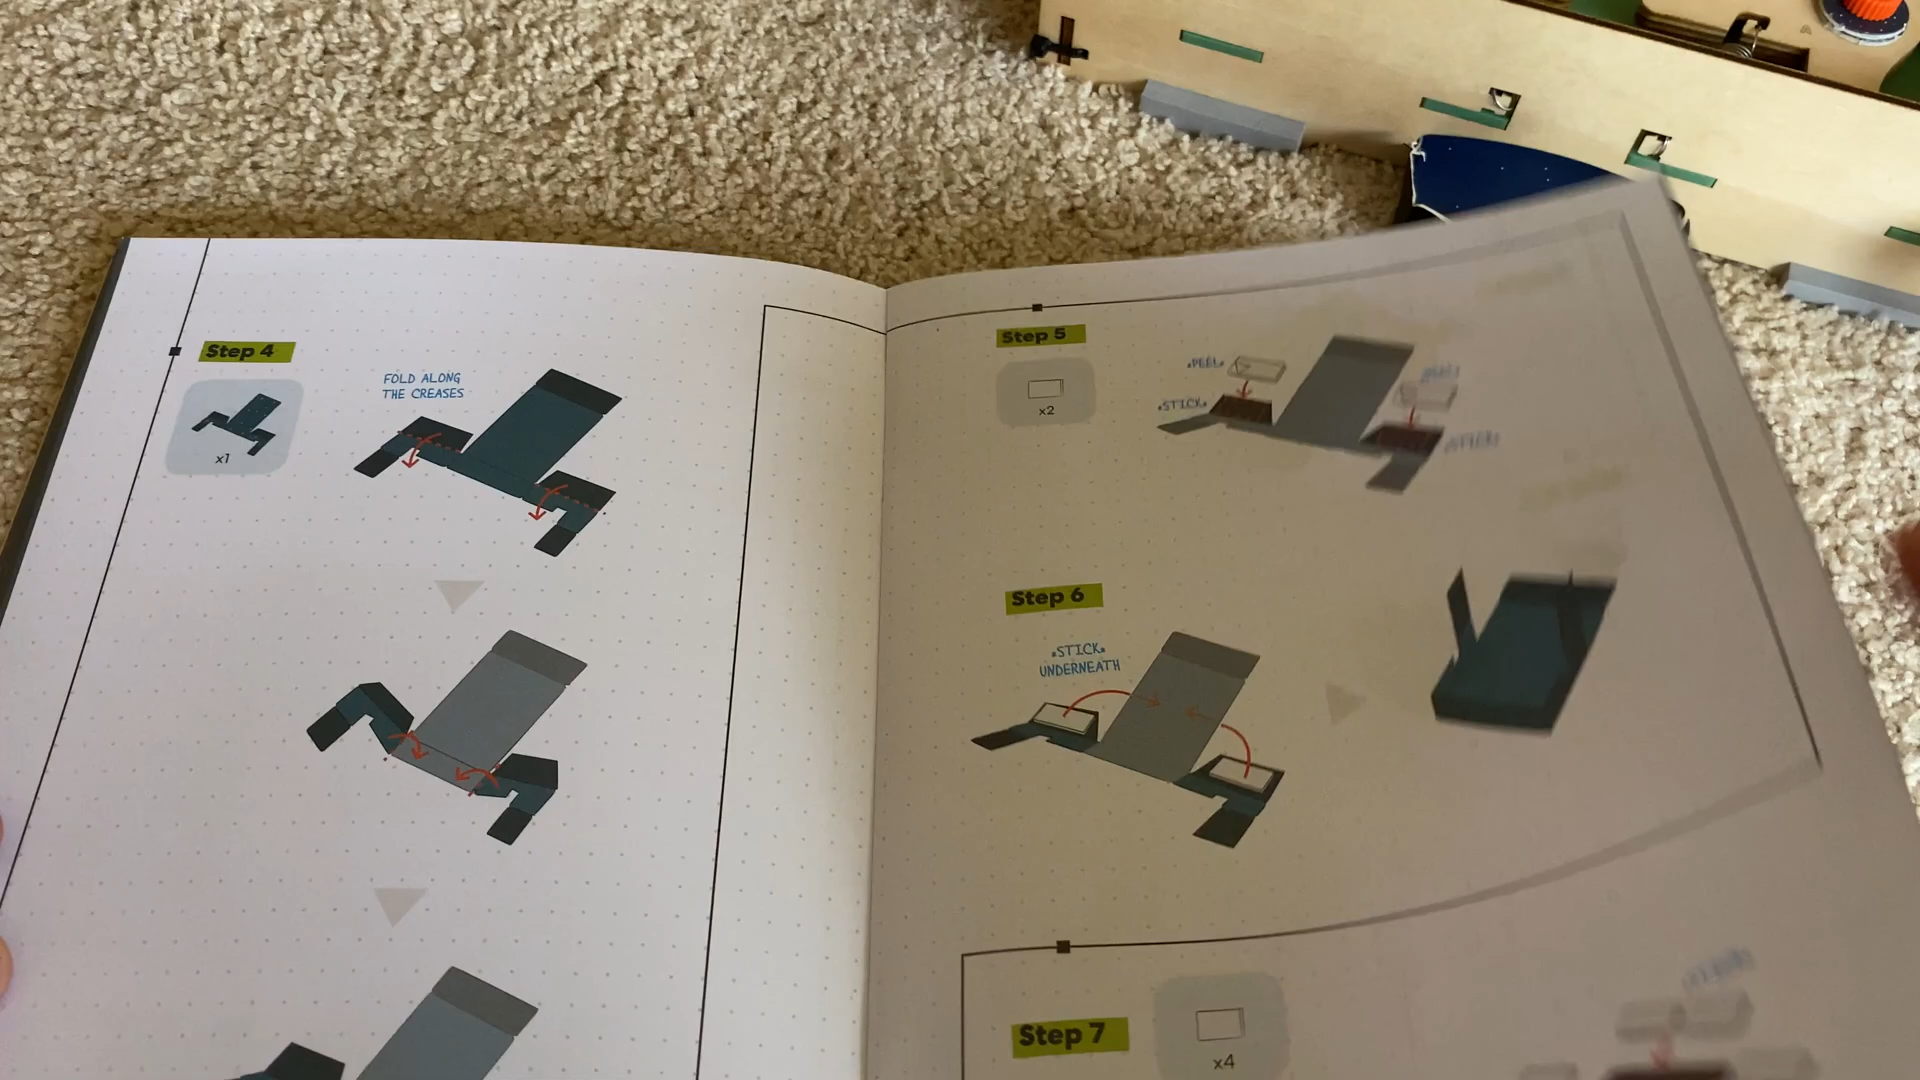 Step 4
x1
FOLD ALONG
THE CREASES
Step 5
x2
•PEEL•
•STICK•
Step 6
•STICK•
UNDERNEATH
Step 7
x4